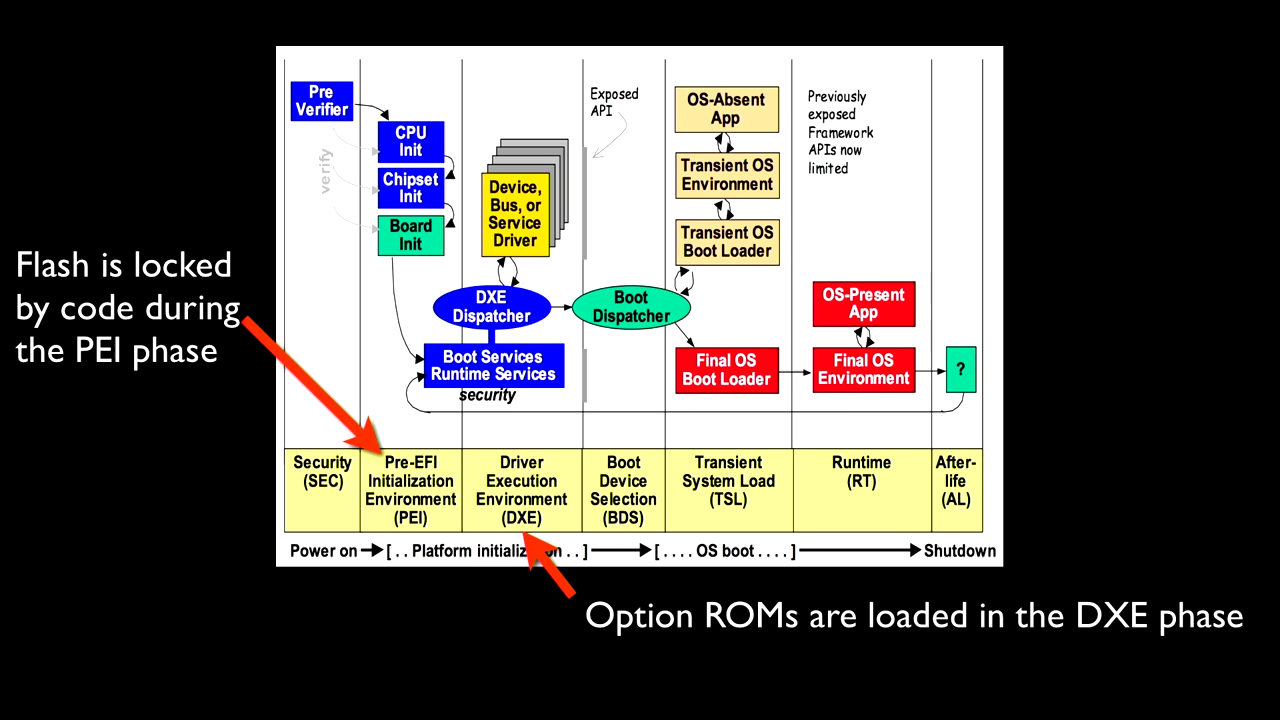 Pre
Verifier
verify
CPU
Init
Chipset
Init
Board
Init
Device,
Bus, or
Service
Driver
DXE
Dispatcher
Boot Services
Runtime Services
security
Exposed
API
Boot
Dispatcher
OS-Absent
App
Transient OS
Environment
Transient OS
Boot Loader
Final OS
Boot Loader
Previously
exposed
Framework
APIs now
limited
OS-Present
App
Final OS
Environment
?
Flash is locked
by code during
the PEI phase
Security
(SEC)
Pre-EFI
Initialization
Environment
(PEI)
Driver
Execution
Environment
(DXE)
Boot
Device
Selection
(BDS)
Transient
System Load
(TSL)
Runtime
(RT)
After-
life
(AL)
Power on [ . . Platform initialization . . ] [ . . . . OS boot . . . . ] Shutdown
Option ROMs are loaded in the DXE phase